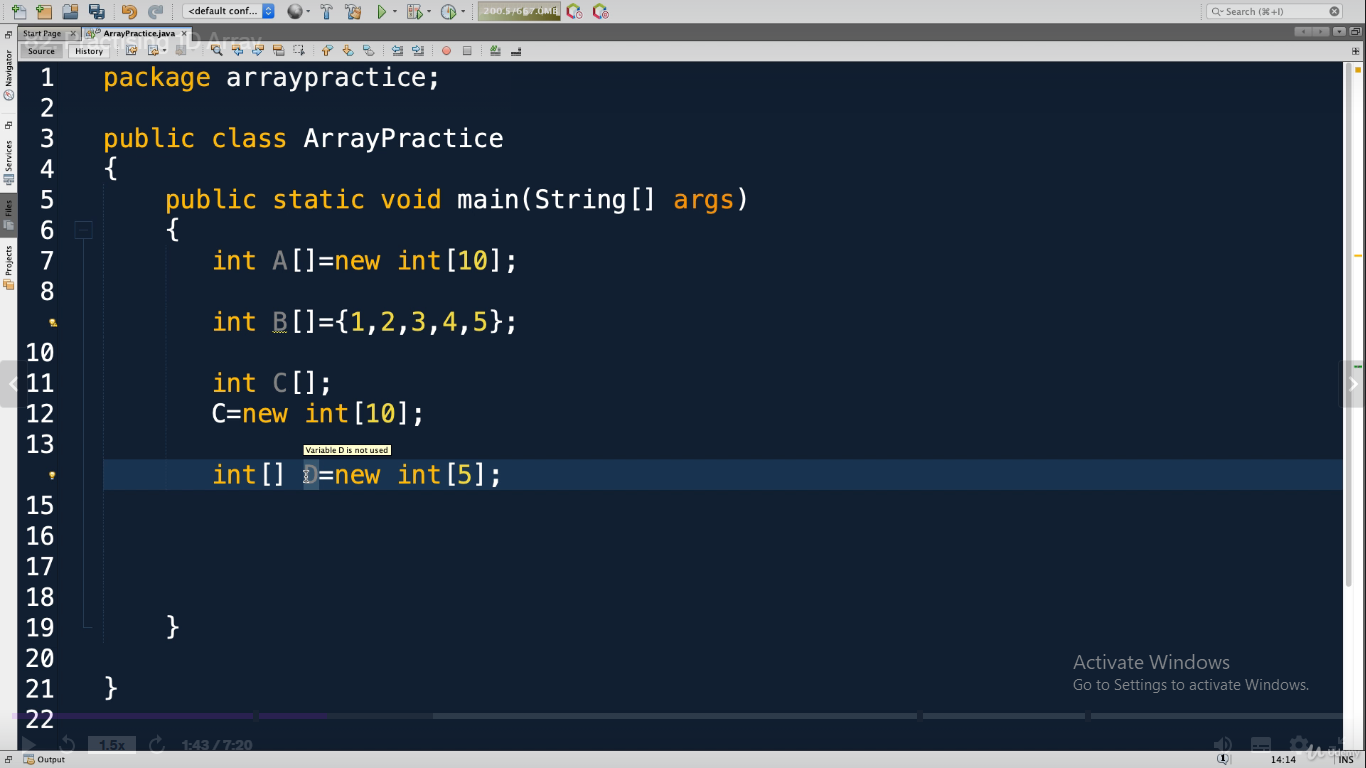 <default conf...
200.5/667.0MB
Search (⌘+I)
Start Page
ArrayPractice.java
Source
History
Navigator
Services
Files
Projects
1 package arraypractice;
2
3 public class ArrayPractice
4 {
5 public static void main(String[] args)
6 {
7 int A[]=new int[10];
8
int B[]={1,2,3,4,5};
10
11 int C[];
12 C=new int[10];
13
Variable D is not used
int[] D=new int[5];
15
16
17
18
19 }
20
21 }
22
Activate Windows
Go to Settings to activate Windows.
1.5x
1:43 / 7:20
Output
1
14:14
INS